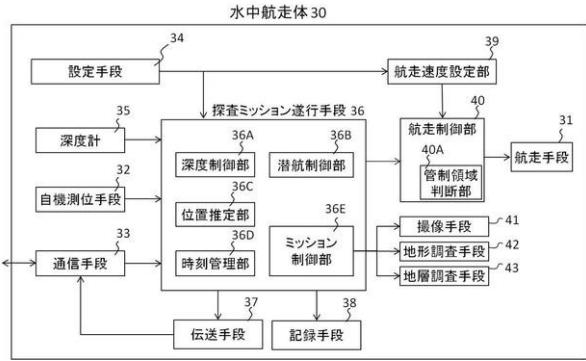 水中航走体30
34
設定手段
39
航走速度設定部
35
深度計
探査ミッション遂行手段 36
36A
深度制御部
36B
潜航制御部
40
航走制御部
40A
管制領域
判断部
31
航走手段
32
自機測位手段
36C
位置推定部
36E
ミッション
制御部
撮像手段
41
33
通信手段
36D
時刻管理部
地形調査手段
42
地層調査手段
43
37
伝送手段
38
記録手段